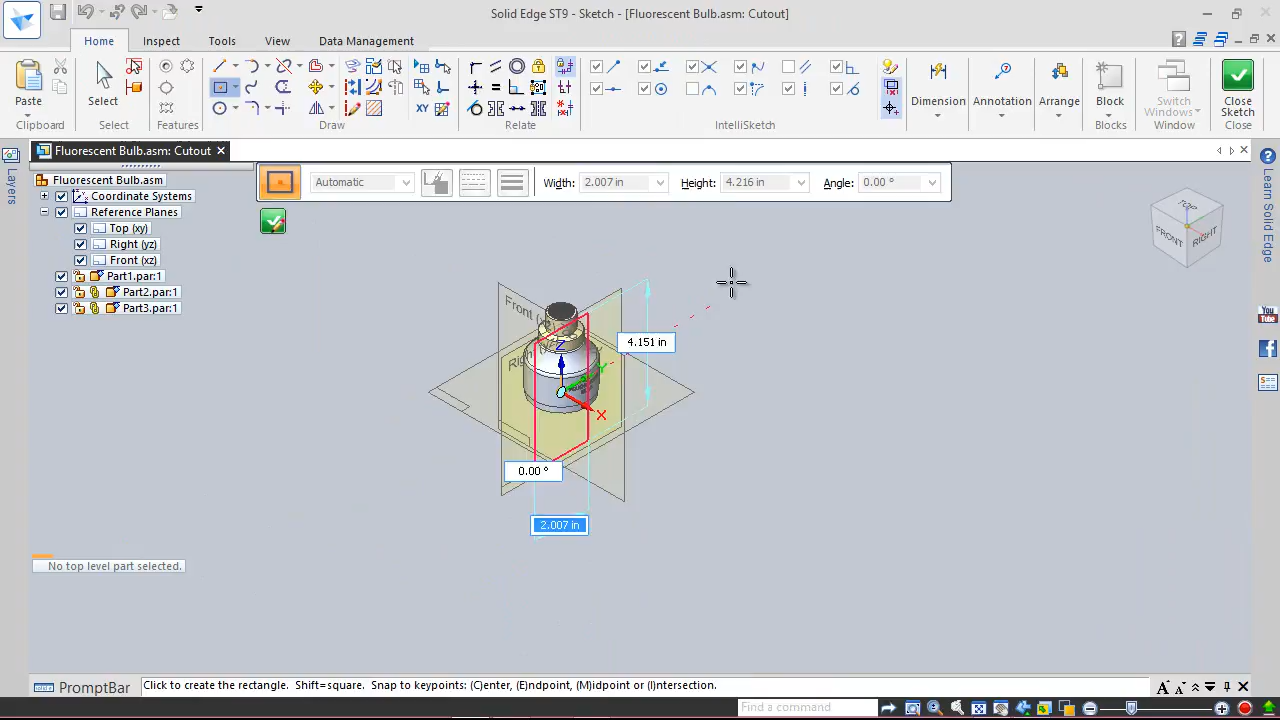 Solid Edge ST9 - Sketch - [Fluorescent Bulb.asm: Cutout]
Home Inspect Tools View Data Management
Paste
Select
Dimension
Annotation
Arrange
Block
Switch Windows
Close Sketch
Clipboard Select Features Draw Relate IntelliSketch Blocks Window Close
Fluorescent Bulb.asm: Cutout
Layers
Fluorescent Bulb.asm
Coordinate Systems
Reference Planes
Top (xy)
Right (yz)
Front (xz)
Part1.par:1
Part2.par:1
Part3.par:1
Automatic
Width: 2.007 in
Height: 4.216 in
Angle: 0.00 °
TOP
FRONT
RIGHT
Learn Solid Edge
You Tube
Front (xz)
4.151 in
Z
Y
X
0.00 °
2.007 in
No top level part selected.
PromptBar
Click to create the rectangle. Shift=square. Snap to keypoints: (C)enter, (E)ndpoint, (M)idpoint or (I)ntersection.
Find a command